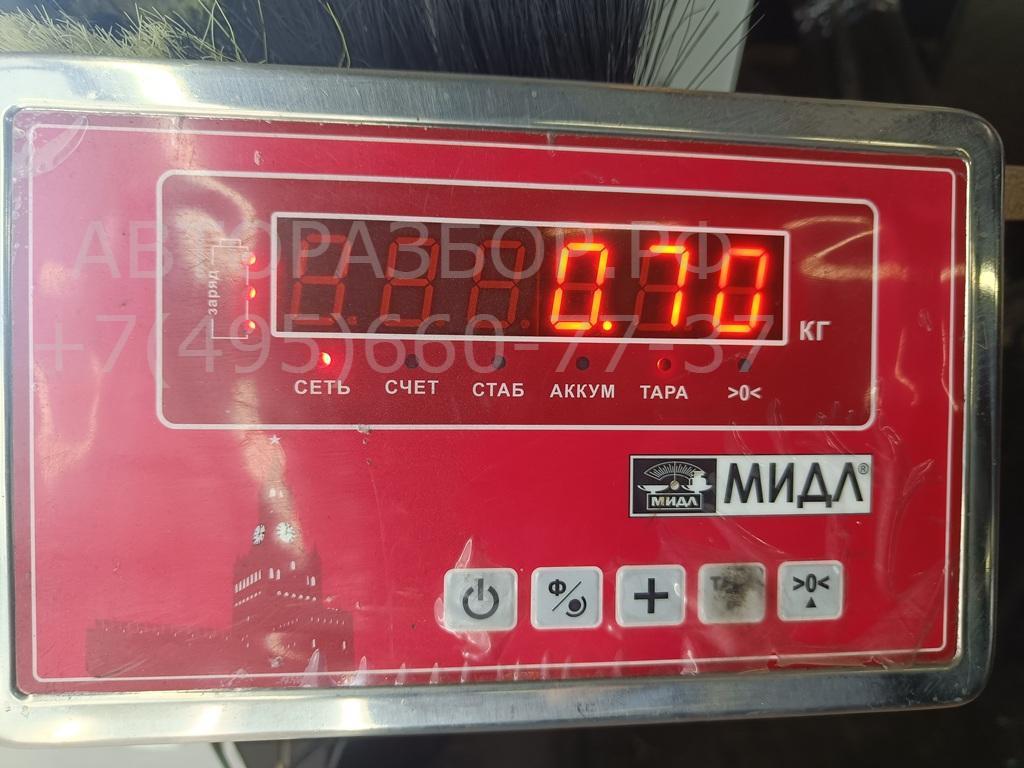 АВТОРАЗБОР.РФ
+7(495)660-77-37
заряд
0.70
КГ
СЕТЬ СЧЕТ СТАБ АККУМ ТАРА >0<
МИДЛ МИДЛ®
Ф + >0<